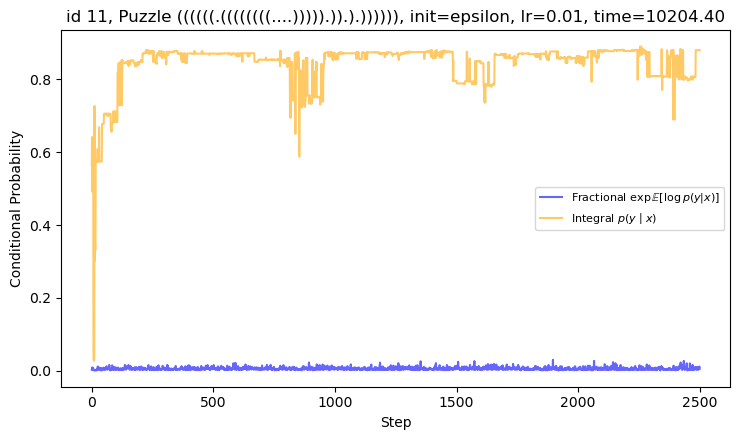 id 11, Puzzle ((((((.((((((((....))))).)).).)))))), init=epsilon, lr=0.01, time=10204.40
Conditional Probability
0.8
0.6
0.4
0.2
0.0
Fractional exp𝔼[log p(y|x)]
Integral p(y | x)
0
500
1000
1500
2000
2500
Step